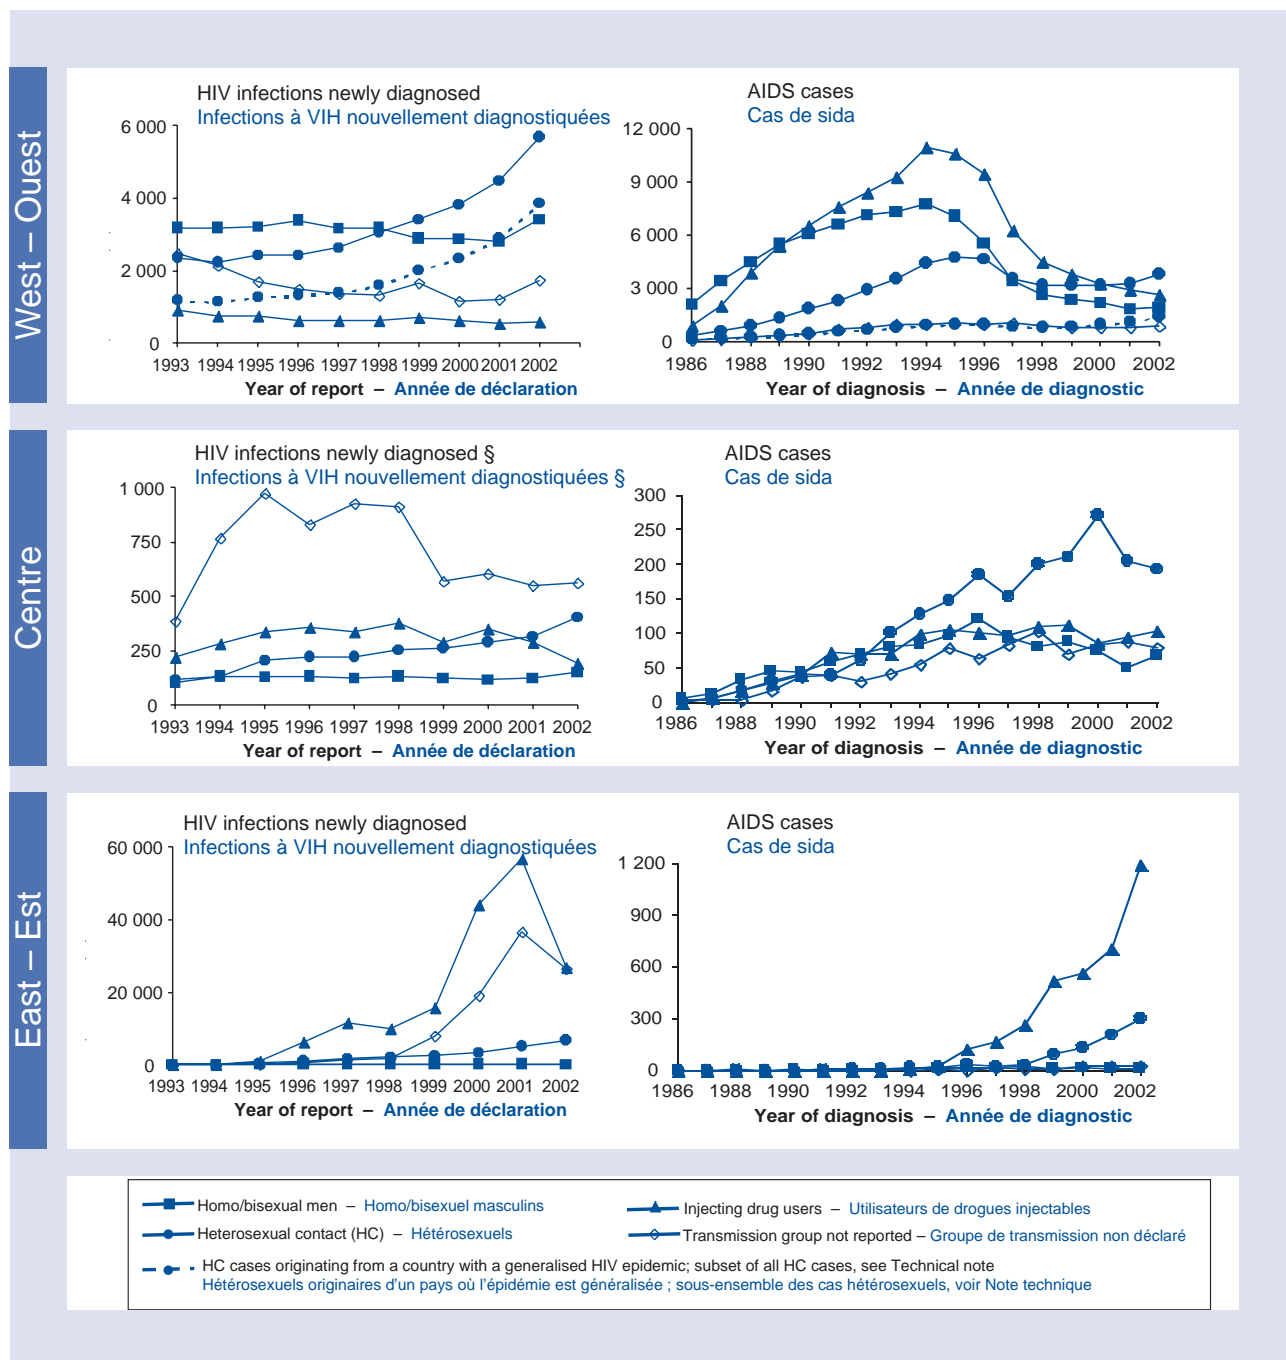 West – Ouest
HIV infections newly diagnosed
Infections à VIH nouvellement diagnostiquées
6 000
4 000
2 000
0
1993 1994 1995 1996 1997 1998 1999 2000 2001 2002
Year of report – Année de déclaration
AIDS cases
Cas de sida
12 000
9 000
6 000
3 000
0
1986 1988 1990 1992 1994 1996 1998 2000 2002
Year of diagnosis – Année de diagnostic
Centre
HIV infections newly diagnosed §
Infections à VIH nouvellement diagnostiquées §
1 000
750
500
250
0
1993 1994 1995 1996 1997 1998 1999 2000 2001 2002
Year of report – Année de déclaration
AIDS cases
Cas de sida
300
250
200
150
100
50
0
1986 1988 1990 1992 1994 1996 1998 2000 2002
Year of diagnosis – Année de diagnostic
East – Est
HIV infections newly diagnosed
Infections à VIH nouvellement diagnostiquées
60 000
40 000
20 000
0
1993 1994 1995 1996 1997 1998 1999 2000 2001 2002
Year of report – Année de déclaration
AIDS cases
Cas de sida
1 200
900
600
300
0
1986 1988 1990 1992 1994 1996 1998 2000 2002
Year of diagnosis – Année de diagnostic
Homo/bisexual men – Homo/bisexuel masculins
Injecting drug users – Utilisateurs de drogues injectables
Heterosexual contact (HC) – Hétérosexuels
Transmission group not reported – Groupe de transmission non déclaré
HC cases originating from a country with a generalised HIV epidemic; subset of all HC cases, see Technical note
Hétérosexuels originaires d'un pays où l'épidémie est généralisée ; sous-ensemble des cas hétérosexuels, voir Note technique